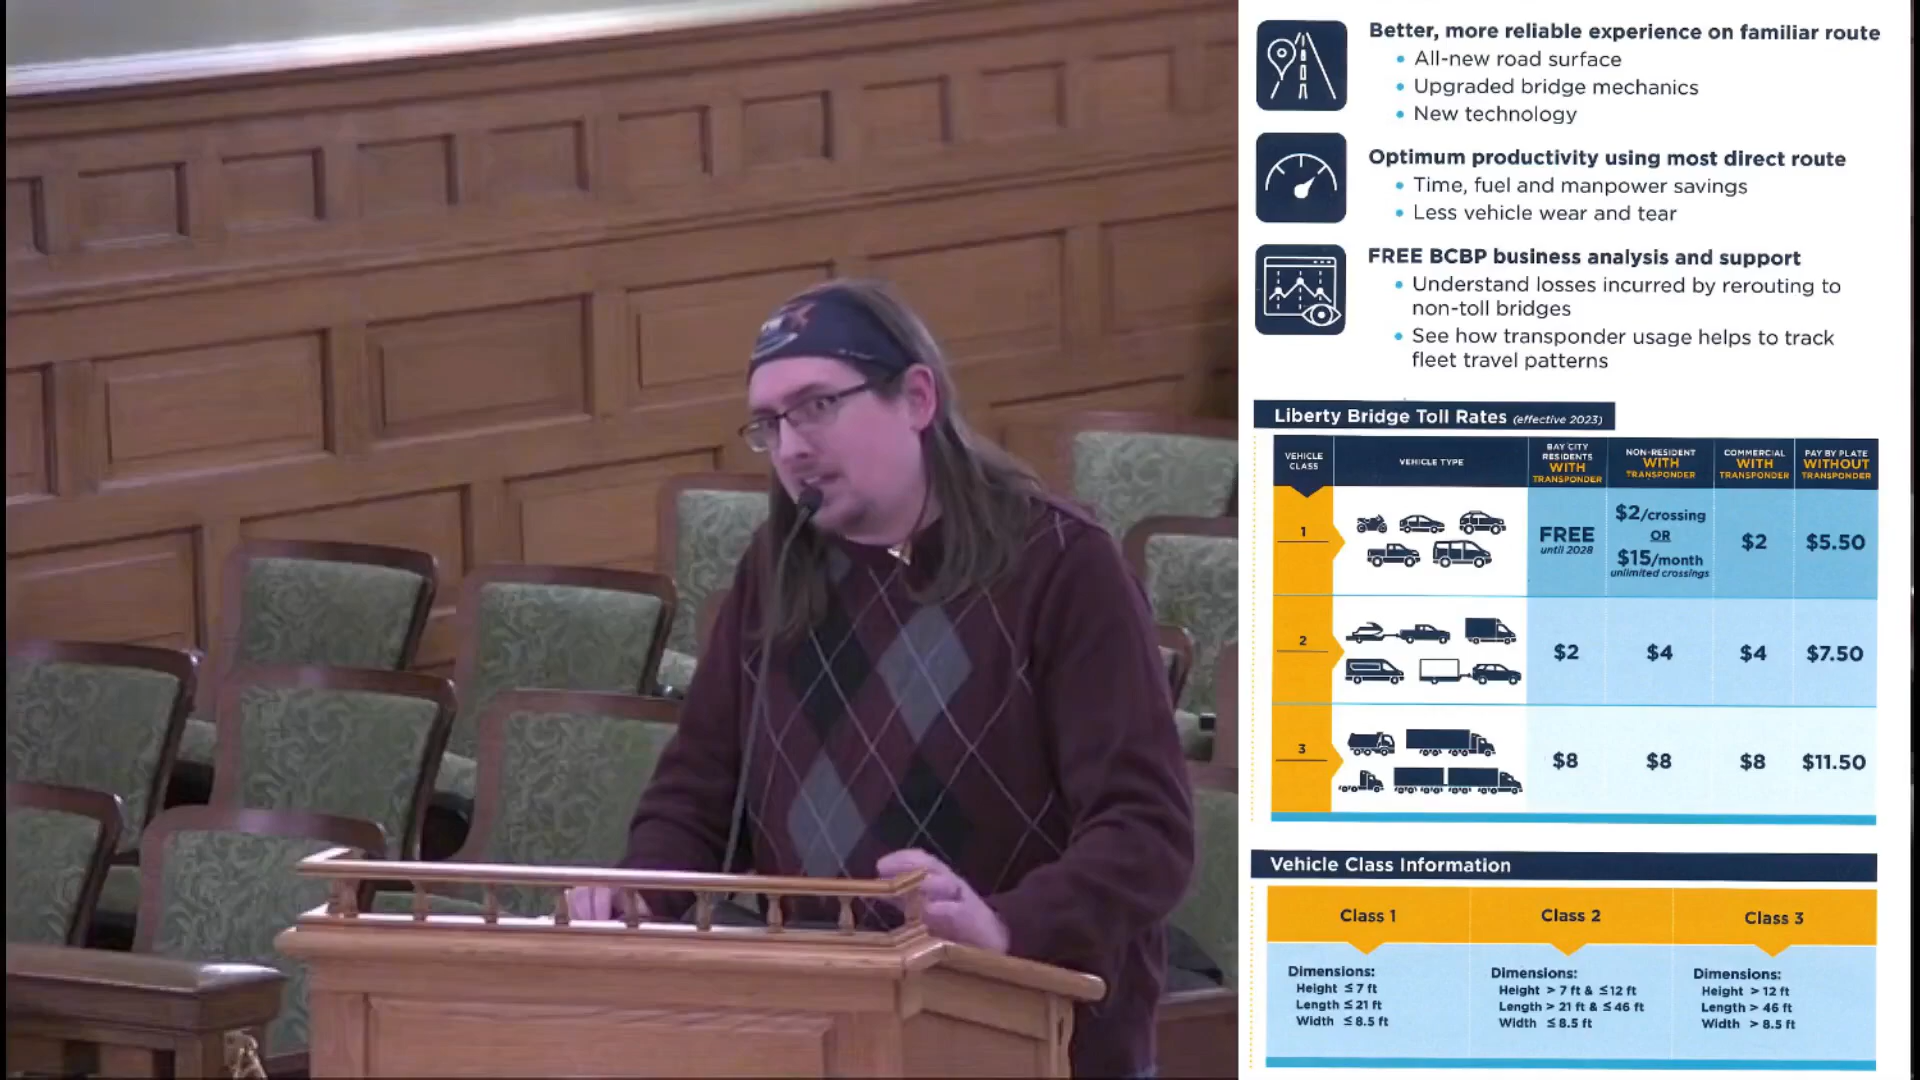 Better, more reliable experience on familiar route
• All-new road surface
• Upgraded bridge mechanics
• New technology
Optimum productivity using most direct route
• Time, fuel and manpower savings
• Less vehicle wear and tear
FREE BCBP business analysis and support
• Understand losses incurred by rerouting to
non-toll bridges
• See how transponder usage helps to track
fleet travel patterns
Liberty Bridge Toll Rates (effective 2023)
VEHICLE
CLASS
VEHICLE TYPE
BAY CITY
RESIDENTS
WITH
TRANSPONDER
NON-RESIDENT
WITH
TRANSPONDER
COMMERCIAL
WITH
TRANSPONDER
PAY BY PLATE
WITHOUT
TRANSPONDER
1
FREE
until 2028
$2/crossing
OR
$15/month
unlimited crossings
$2
$5.50
2
$2
$4
$4
$7.50
3
$8
$8
$8
$11.50
Vehicle Class Information
Class 1
Class 2
Class 3
Dimensions:
Height ≤ 7 ft
Length ≤ 21 ft
Width ≤ 8.5 ft
Dimensions:
Height > 7 ft & ≤ 12 ft
Length > 21 ft & ≤ 46 ft
Width ≤ 8.5 ft
Dimensions:
Height > 12 ft
Length > 46 ft
Width > 8.5 ft